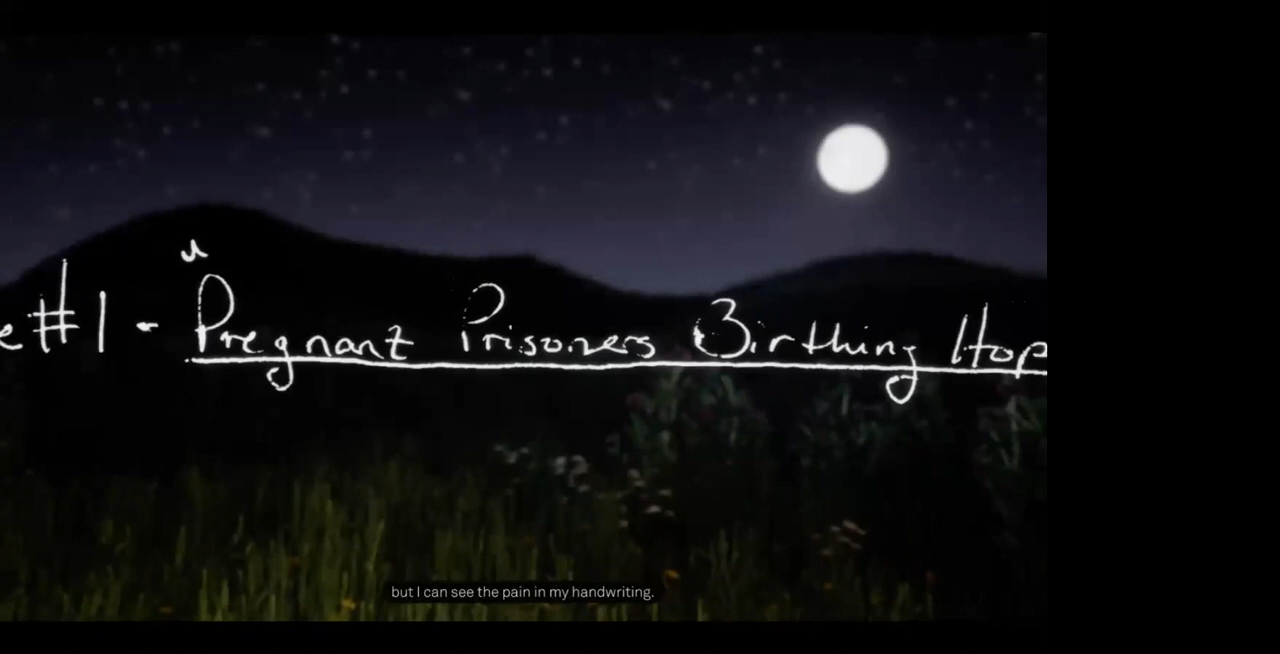 e #1 - "Pregnant Prisoners Birthing Hop
but I can see the pain in my handwriting.